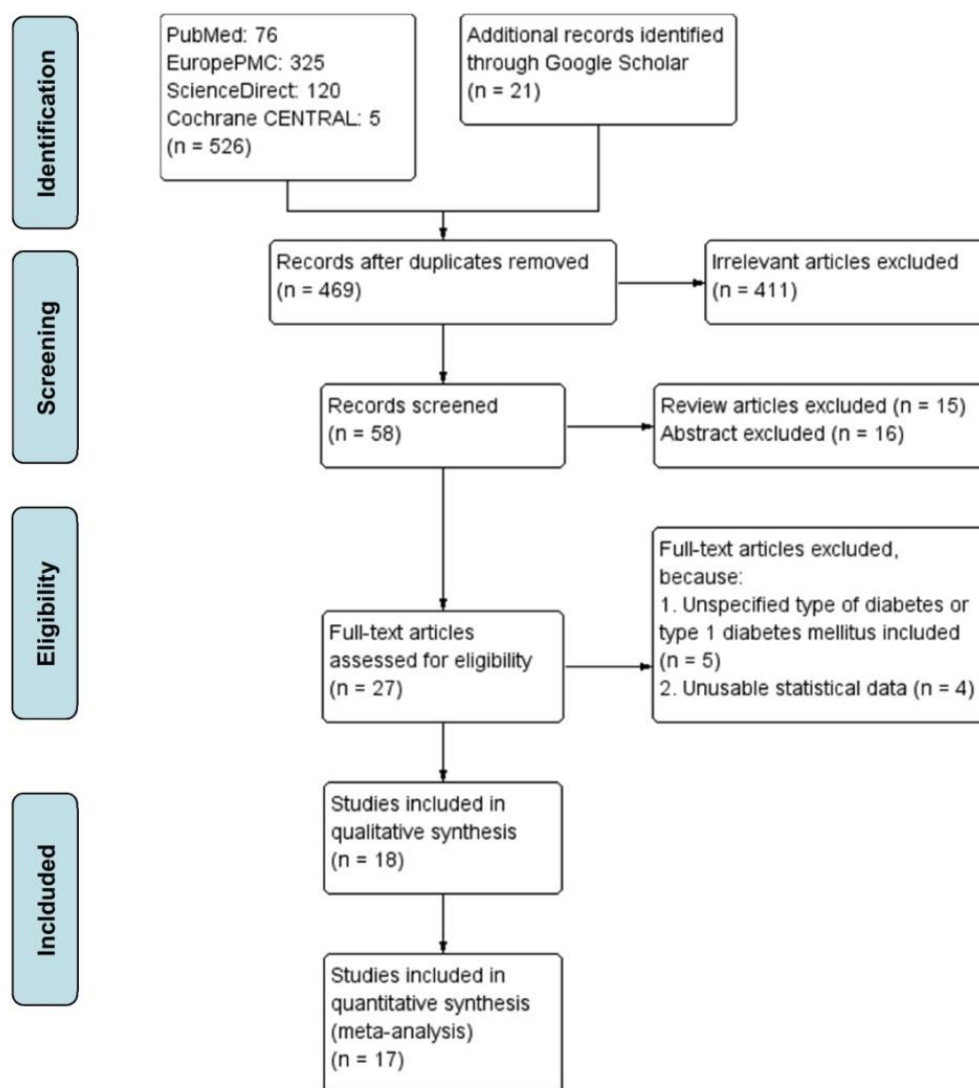 Identification
PubMed: 76
EuropePMC: 325
ScienceDirect: 120
Cochrane CENTRAL: 5
(n = 526)
Additional records identified
through Google Scholar
(n = 21)
Screening
Records after duplicates removed
(n = 469)
Irrelevant articles excluded
(n = 411)
Records screened
(n = 58)
Review articles excluded (n = 15)
Abstract excluded (n = 16)
Eligibility
Full-text articles
assessed for eligibility
(n = 27)
Full-text articles excluded,
because:
1. Unspecified type of diabetes or
type 1 diabetes mellitus included
(n = 5)
2. Unusable statistical data (n = 4)
Included
Studies included in
qualitative synthesis
(n = 18)
Studies included in
quantitative synthesis
(meta-analysis)
(n = 17)